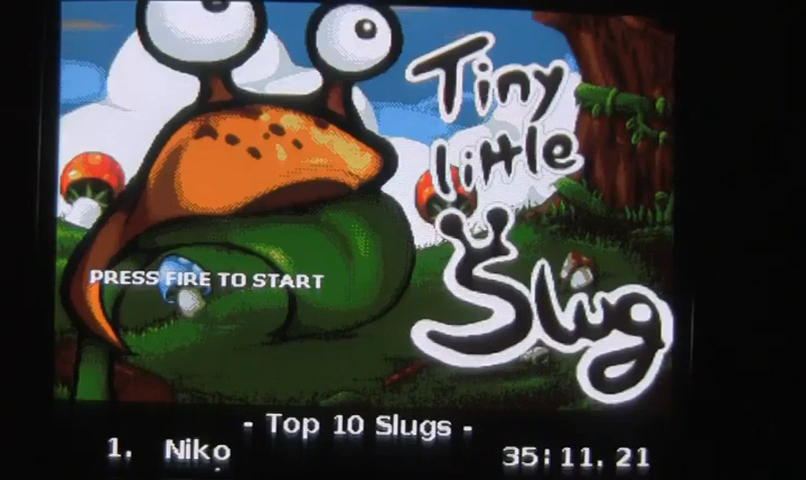 Tiny
little
Slug
PRESS FIRE TO START
- Top 10 Slugs -
1. Niko 35:11.21